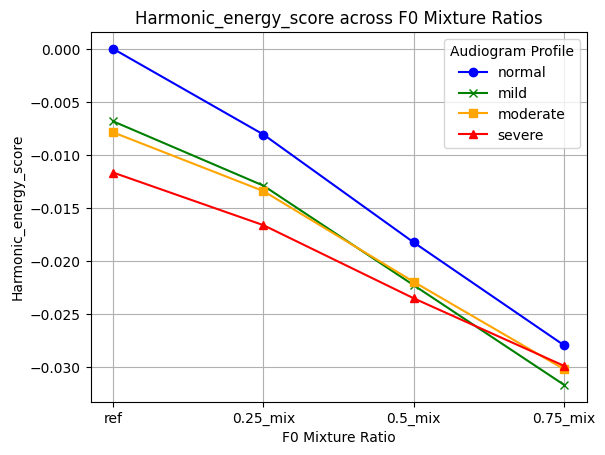 Harmonic_energy_score across F0 Mixture Ratios
Audiogram Profile
normal
mild
moderate
severe
Harmonic_energy_score
0.000
−0.005
−0.010
−0.015
−0.020
−0.025
−0.030
ref
0.25_mix
0.5_mix
0.75_mix
F0 Mixture Ratio